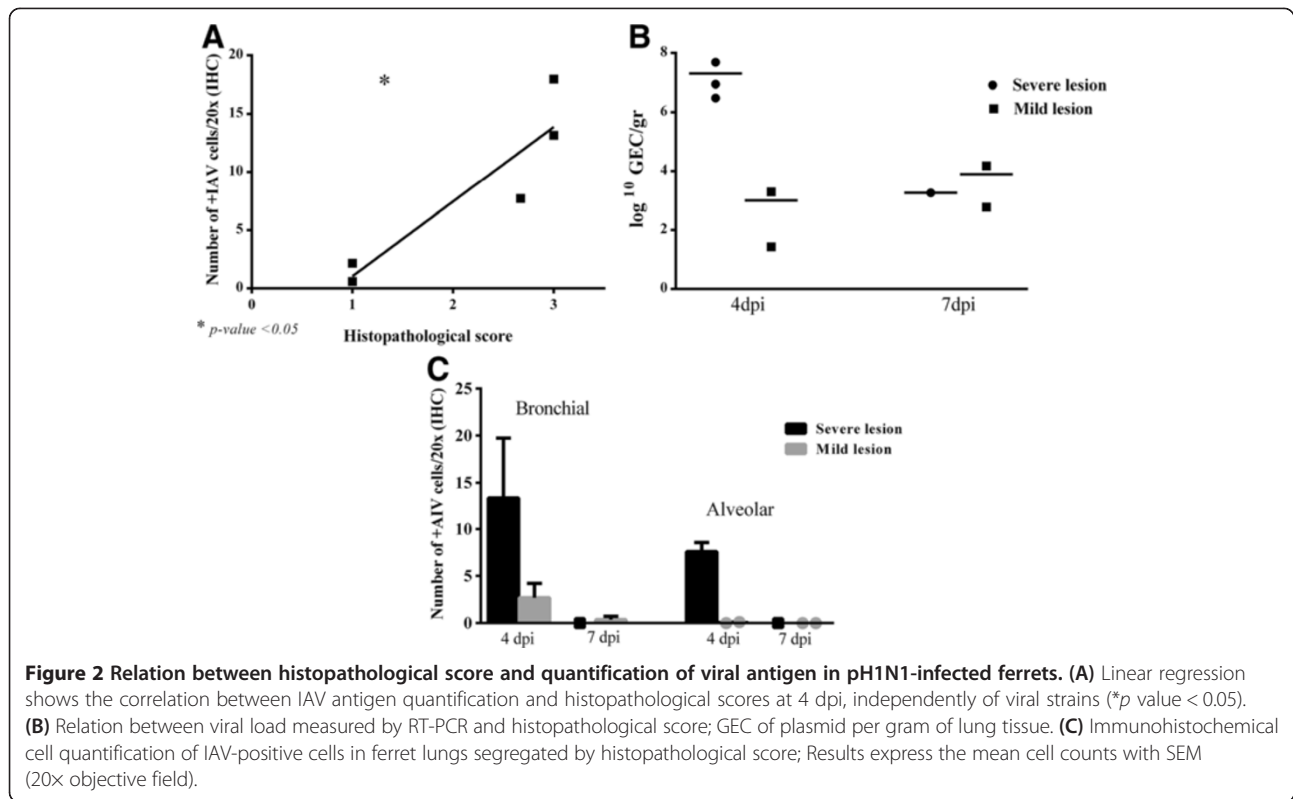 A
Number of +IAV cells/20x (IHC)
20
15
10
5
0
*
0
1
2
3
* p-value <0.05
Histopathological score
B
log 10 GEC/gr
8
6
4
2
0
4dpi
7dpi
Severe lesion
Mild lesion
C
Number of +AIV cells/20x (IHC)
25
20
15
10
5
0
Bronchial
Alveolar
4 dpi
7 dpi
4 dpi
7 dpi
Severe lesion
Mild lesion
Figure 2 Relation between histopathological score and quantification of viral antigen in pH1N1-infected ferrets. (A) Linear regression
shows the correlation between IAV antigen quantification and histopathological scores at 4 dpi, independently of viral strains (*p value < 0.05).
(B) Relation between viral load measured by RT-PCR and histopathological score; GEC of plasmid per gram of lung tissue. (C) Immunohistochemical
cell quantification of IAV-positive cells in ferret lungs segregated by histopathological score; Results express the mean cell counts with SEM
(20× objective field).